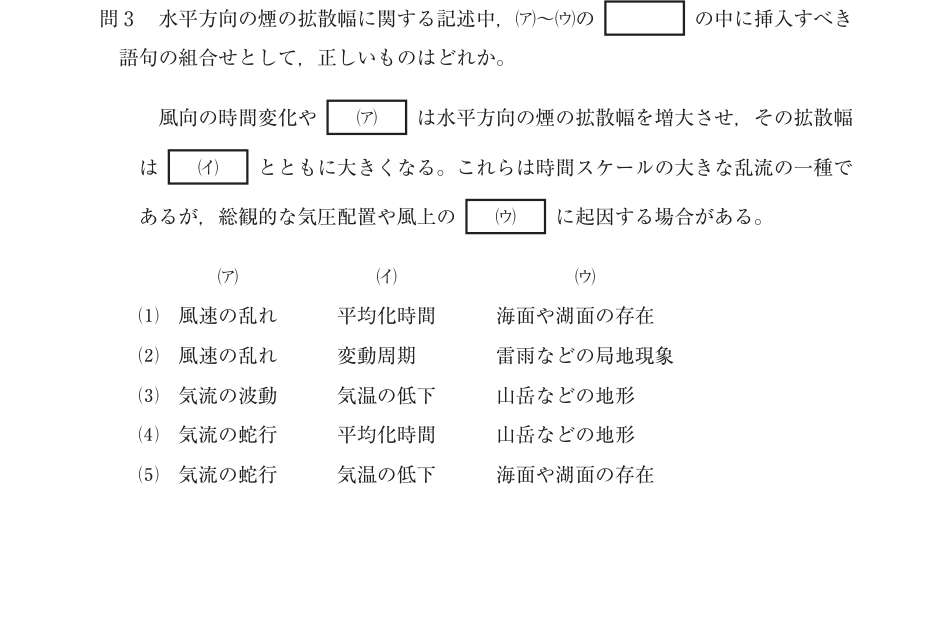 問3 水平方向の煙の拡散幅に関する記述中,㋐~㋒の の中に挿入すべき
語句の組合せとして,正しいものはどれか。
風向の時間変化や ㋐ は水平方向の煙の拡散幅を増大させ,その拡散幅
は ㋑ とともに大きくなる。これらは時間スケールの大きな乱流の一種で
あるが,総観的な気圧配置や風上の ㋒ に起因する場合がある。
㋐ ㋑ ㋒
⑴ 風速の乱れ 平均化時間 海面や湖面の存在
⑵ 風速の乱れ 変動周期 雷雨などの局地現象
⑶ 気流の波動 気温の低下 山岳などの地形
⑷ 気流の蛇行 平均化時間 山岳などの地形
⑸ 気流の蛇行 気温の低下 海面や湖面の存在